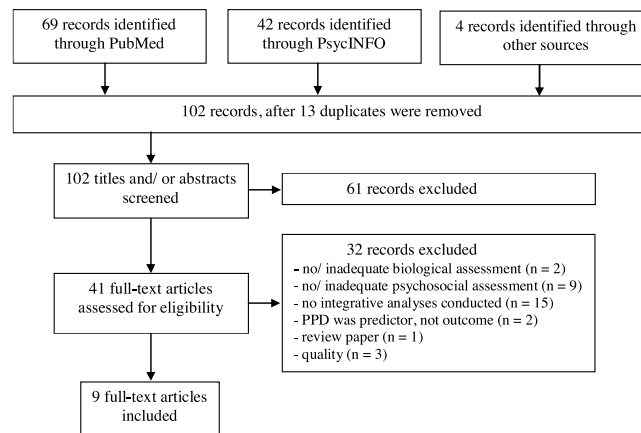 69 records identified
through PubMed
42 records identified
through PsycINFO
4 records identified through
other sources
102 records, after 13 duplicates were removed
102 titles and/ or abstracts
screened
61 records excluded
41 full-text articles
assessed for eligibility
32 records excluded
- no/ inadequate biological assessment (n = 2)
- no/ inadequate psychosocial assessment (n = 9)
- no integrative analyses conducted (n = 15)
- PPD was predictor, not outcome (n = 2)
- review paper (n = 1)
- quality (n = 3)
9 full-text articles
included